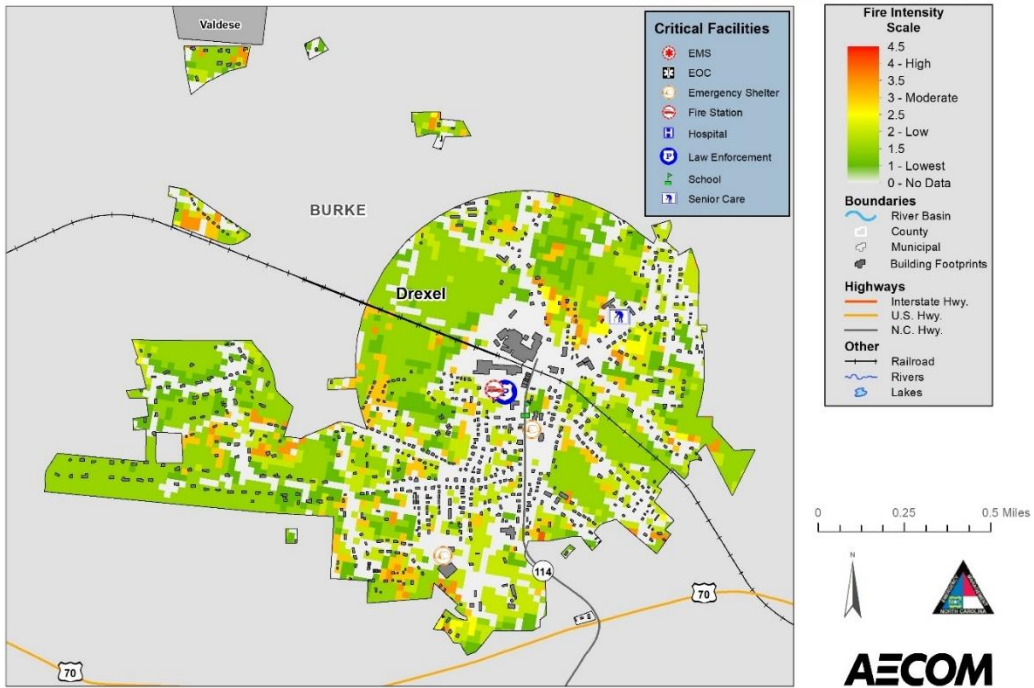 Valdese
BURKE
Drexel
114
70
70
Critical Facilities
EMS
EOC
Emergency Shelter
Fire Station
H Hospital
P Law Enforcement
School
Senior Care
Fire Intensity
Scale
4.5
4 - High
3.5
3 - Moderate
2.5
2 - Low
1.5
1 - Lowest
0 - No Data
Boundaries
River Basin
County
Municipal
Building Footprints
Highways
Interstate Hwy.
U.S. Hwy.
N.C. Hwy.
Other
Railroad
Rivers
Lakes
0 0.25 0.5 Miles
N
NORTH CAROLINA
AECOM